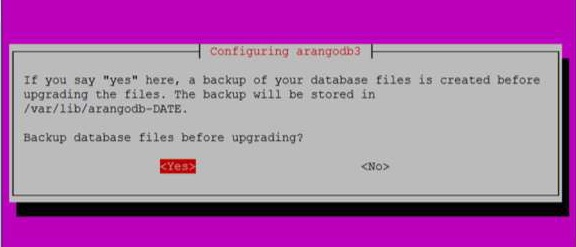 Configuring arangodb3
If you say "yes" here, a backup of your database files is created before
upgrading the files. The backup will be stored in
/var/lib/arangodb-DATE.
Backup database files before upgrading?
<Yes> <No>